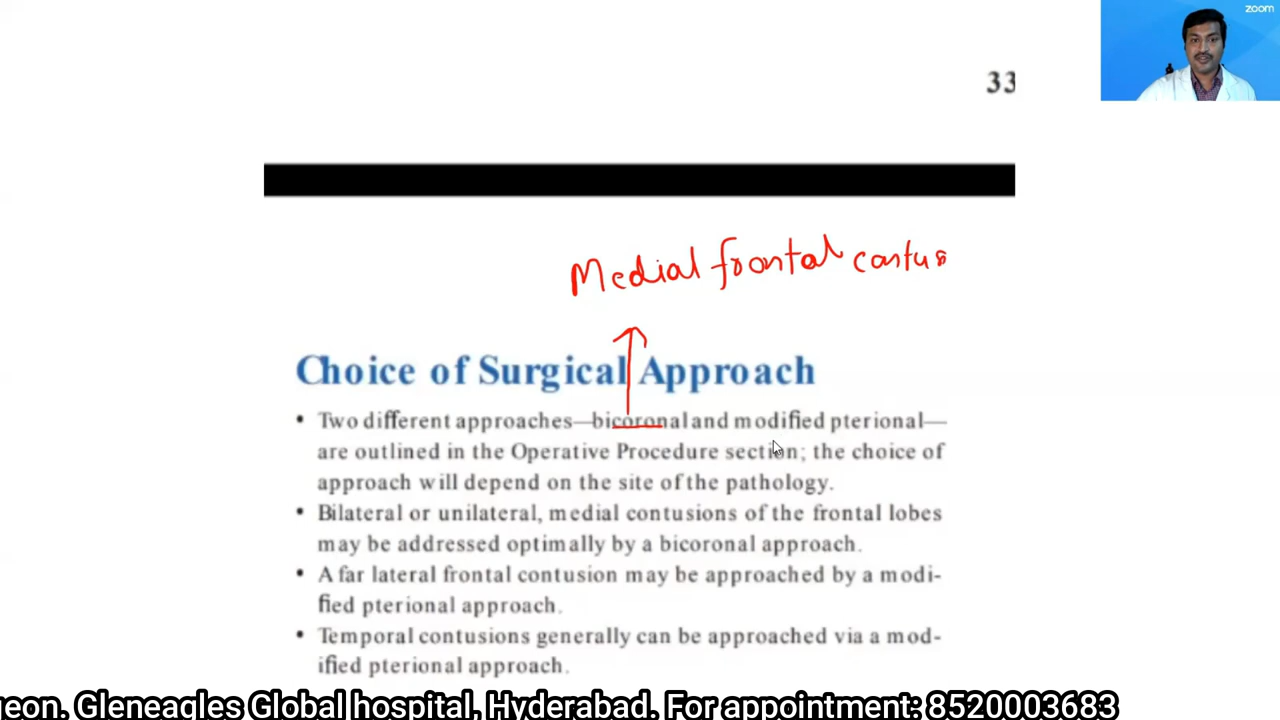 zoom
33
Medial frontal contus
Choice of Surgical Approach
• Two different approaches—bicoronal and modified pterional—
are outlined in the Operative Procedure section; the choice of
approach will depend on the site of the pathology.
• Bilateral or unilateral, medial contusions of the frontal lobes
may be addressed optimally by a bicoronal approach.
• A far lateral frontal contusion may be approached by a modi-
fied pterional approach.
• Temporal contusions generally can be approached via a mod-
ified pterional approach.
geon. Gleneagles Global hospital, Hyderabad. For appointment: 8520003683